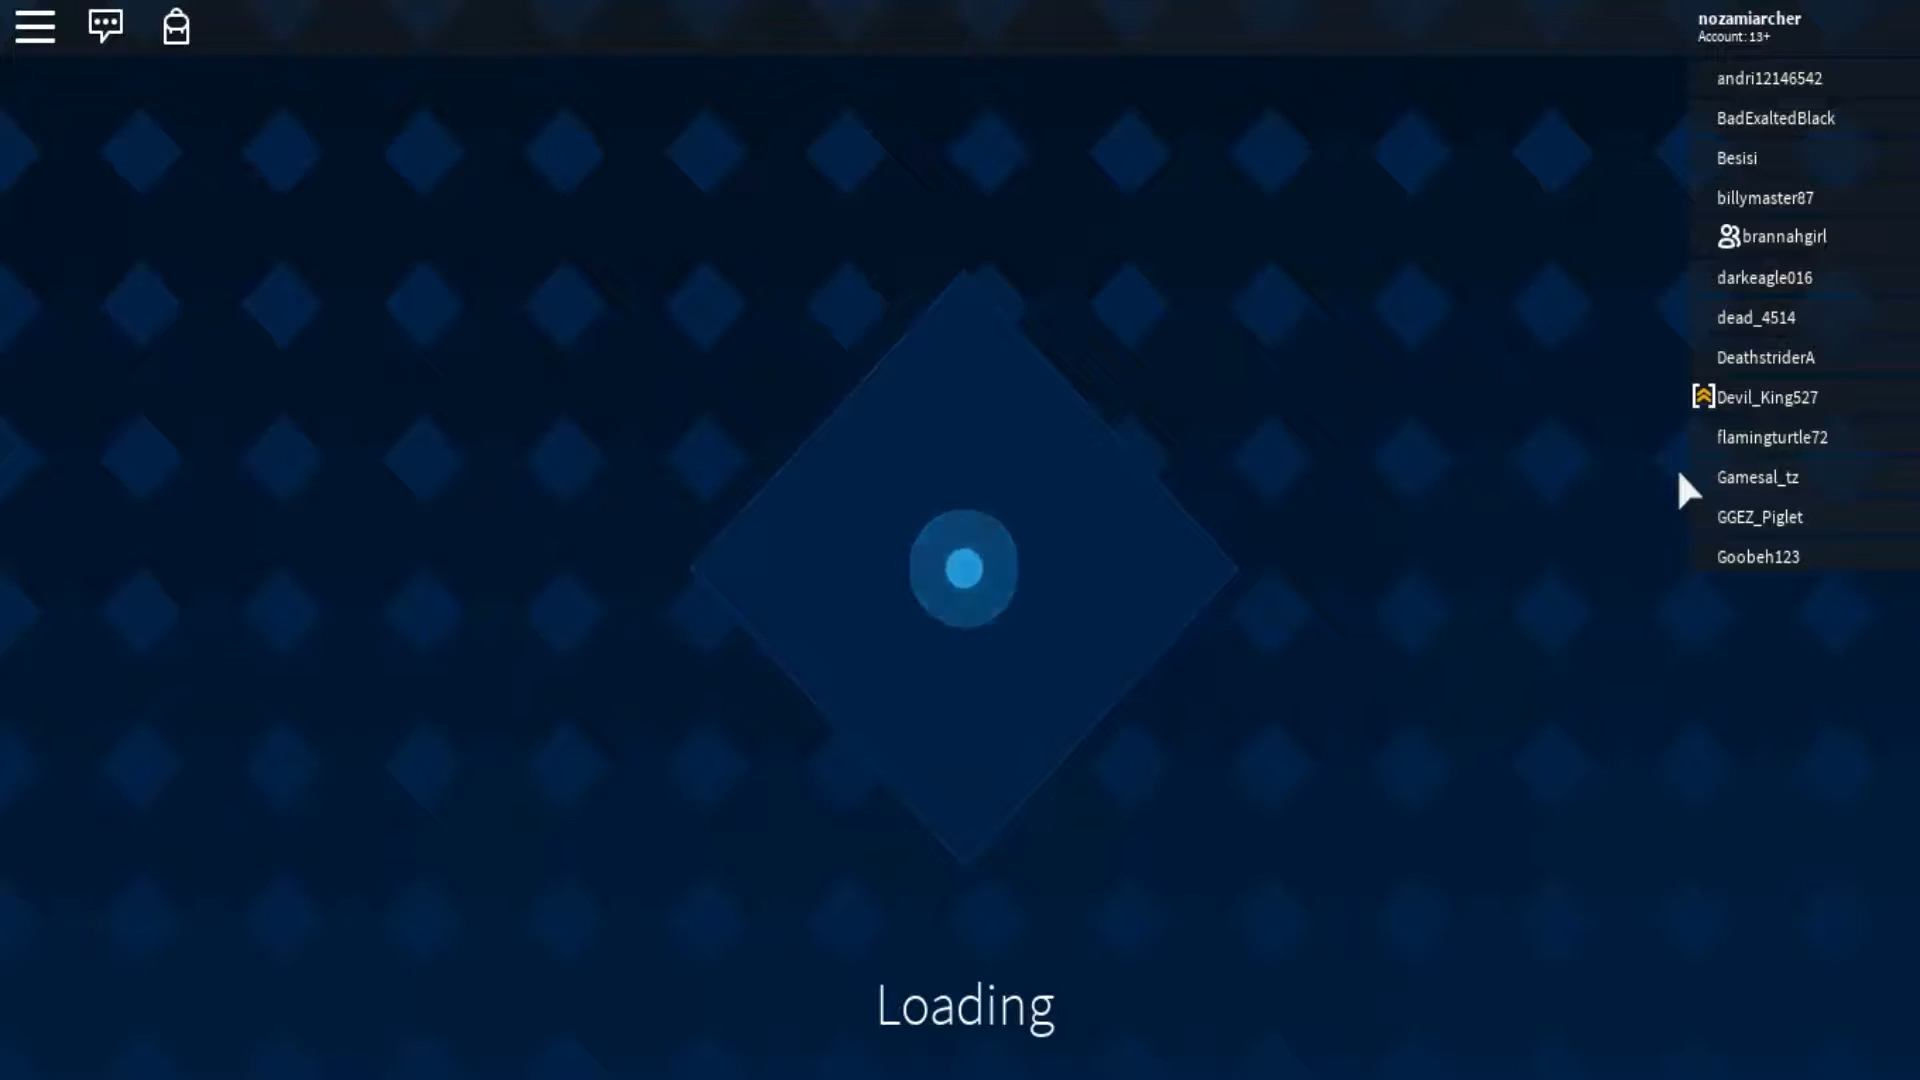 nozamiarcher
Account: 13+
andri12146542
BadExaltedBlack
Besisi
billymaster87
brannahgirl
darkeagle016
dead_4514
DeathstriderA
Devil_King527
flamingturtle72
Gamesal_tz
GGEZ_Piglet
Goobeh123
Loading